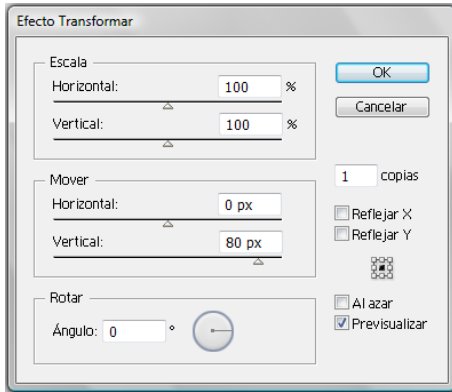 Efecto Transformar
Escala
Horizontal: 100 %
Vertical: 100 %
Mover
Horizontal: 0 px
Vertical: 80 px
Rotar
Ángulo: 0 °
OK
Cancelar
1 copias
Reflejar X
Reflejar Y
Al azar
Previsualizar